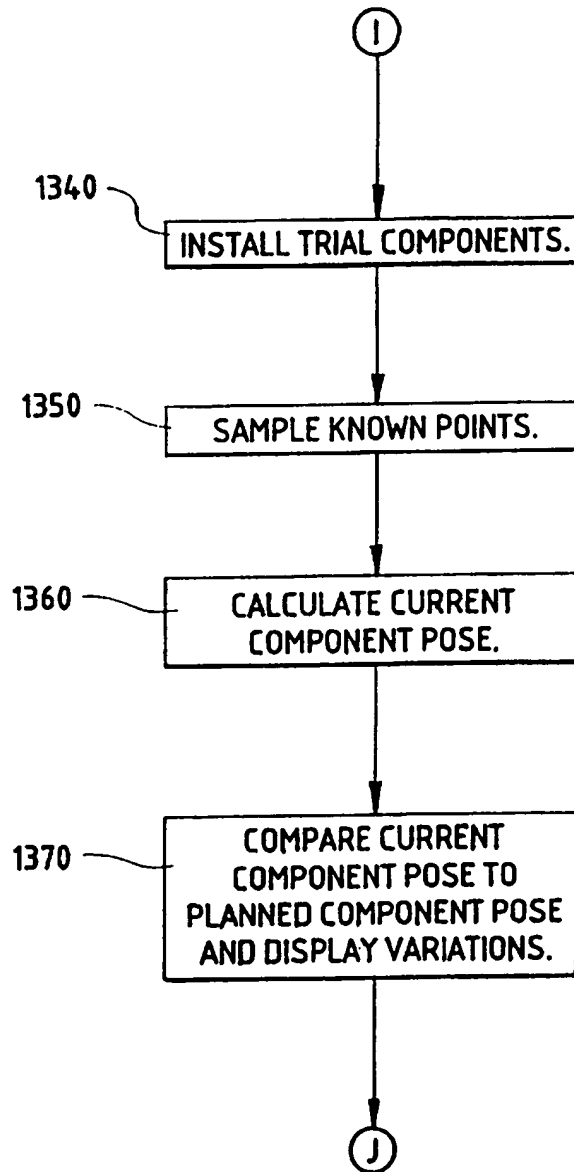 I
1340
INSTALL TRIAL COMPONENTS.
1350
SAMPLE KNOWN POINTS.
1360
CALCULATE CURRENT
COMPONENT POSE.
1370
COMPARE CURRENT
COMPONENT POSE TO
PLANNED COMPONENT POSE
AND DISPLAY VARIATIONS.
J